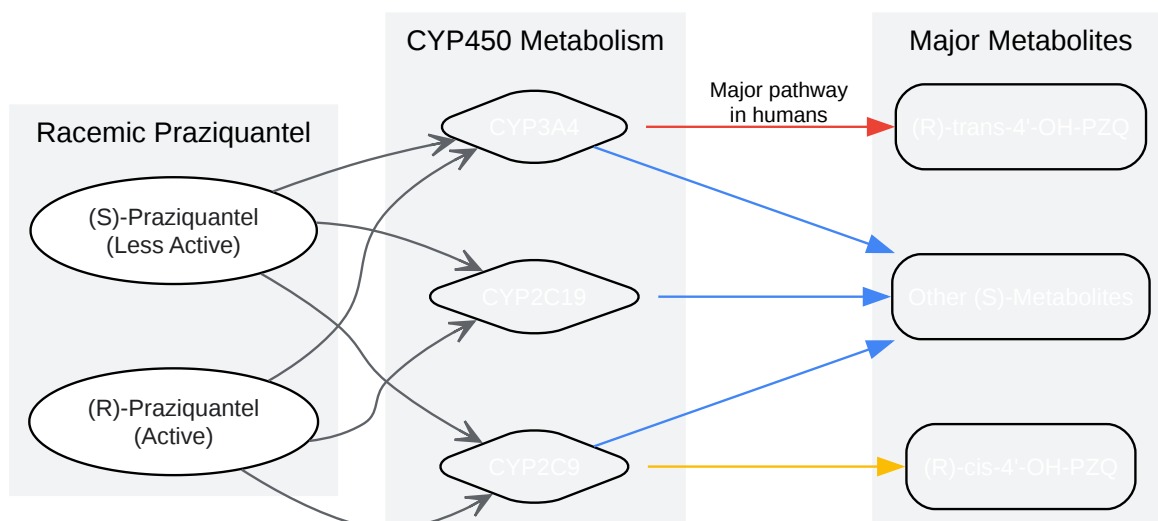 CYP450 Metabolism
Major Metabolites
Racemic Praziquantel
Major pathway
in humans
CYP3A4
(R)-trans-4'-OH-PZQ
(S)-Praziquantel
(Less Active)
CYP2C19
Other (S)-Metabolites
(R)-Praziquantel
(Active)
CYP2C9
(R)-cis-4'-OH-PZQ